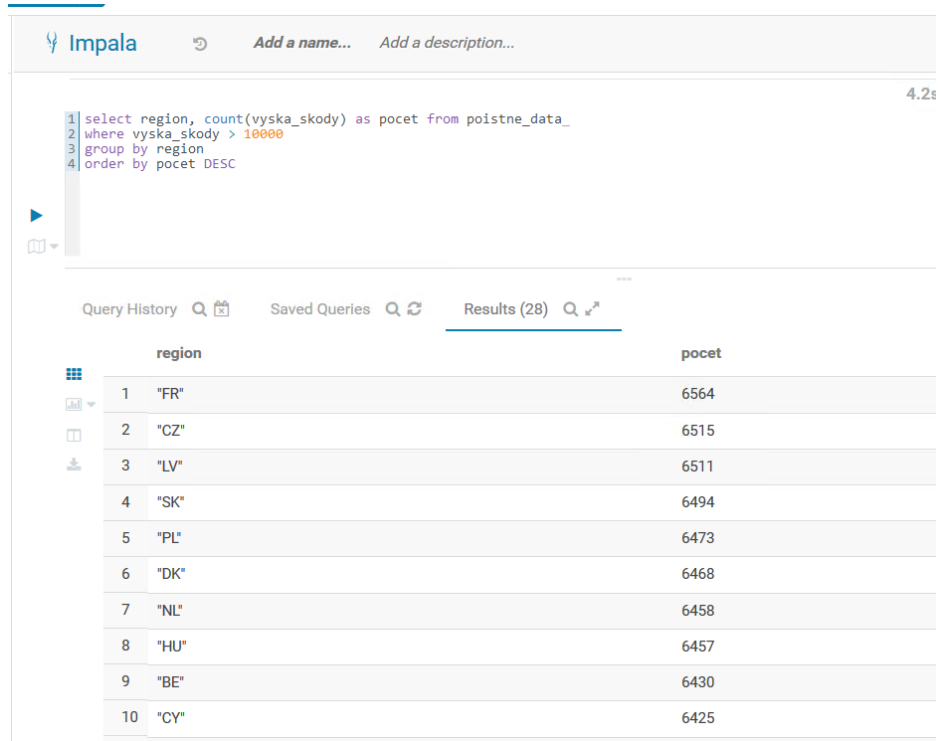 Impala Add a name... Add a description...
4.2s
1 select region, count(vyska_skody) as pocet from poistne_data_
2 where vyska_skody > 10000
3 group by region
4 order by pocet DESC
Query History Saved Queries Results (28)
region pocet
1 "FR" 6564
2 "CZ" 6515
3 "LV" 6511
4 "SK" 6494
5 "PL" 6473
6 "DK" 6468
7 "NL" 6458
8 "HU" 6457
9 "BE" 6430
10 "CY" 6425